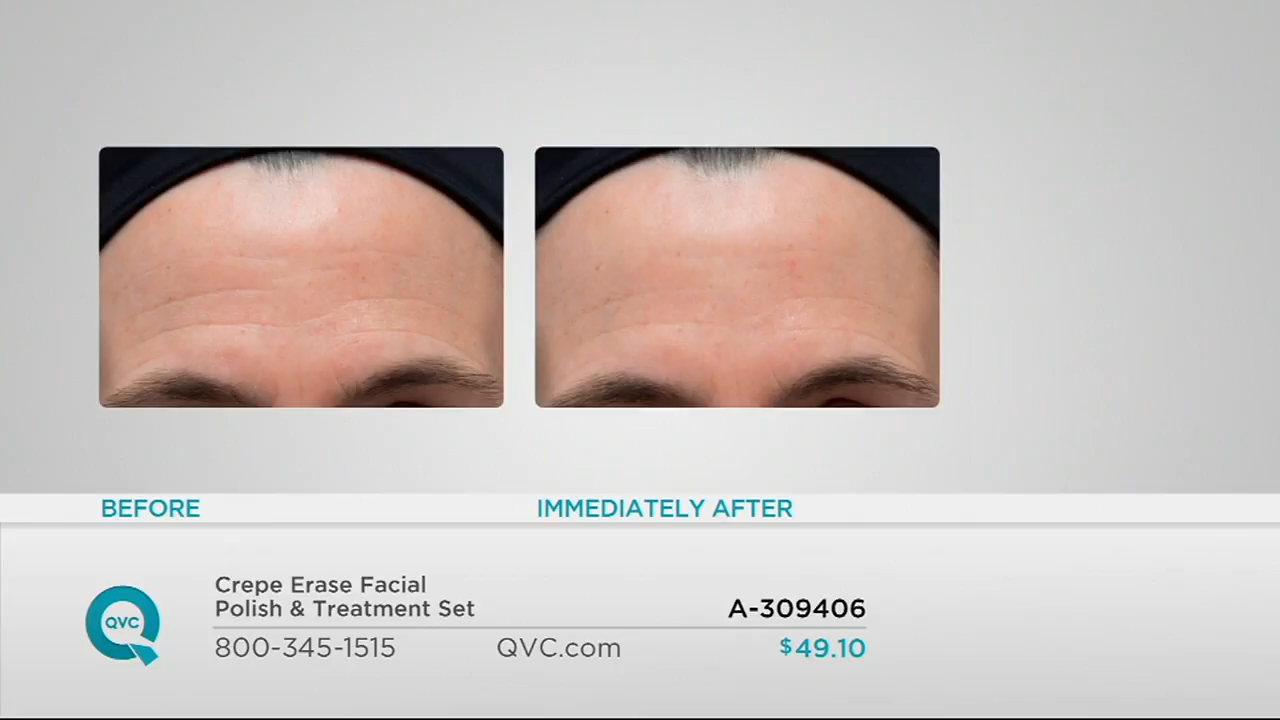 BEFORE
IMMEDIATELY AFTER
QVC
Crepe Erase Facial
Polish & Treatment Set
A-309406
800-345-1515
QVC.com
$49.10